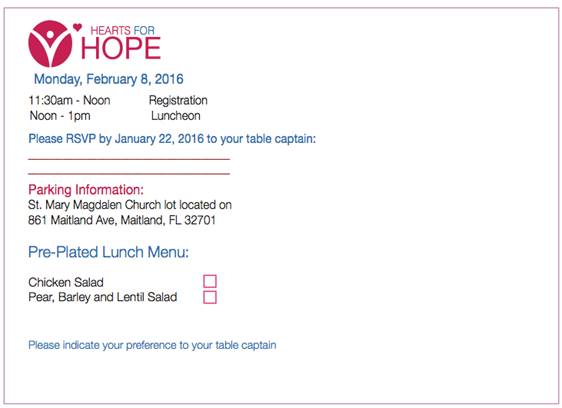 HEARTS FOR
HOPE
Monday, February 8, 2016
11:30am - Noon Registration
Noon - 1pm Luncheon
Please RSVP by January 22, 2016 to your table captain:
Parking Information:
St. Mary Magdalen Church lot located on
861 Maitland Ave, Maitland, FL 32701
Pre-Plated Lunch Menu:
Chicken Salad
Pear, Barley and Lentil Salad
Please indicate your preference to your table captain